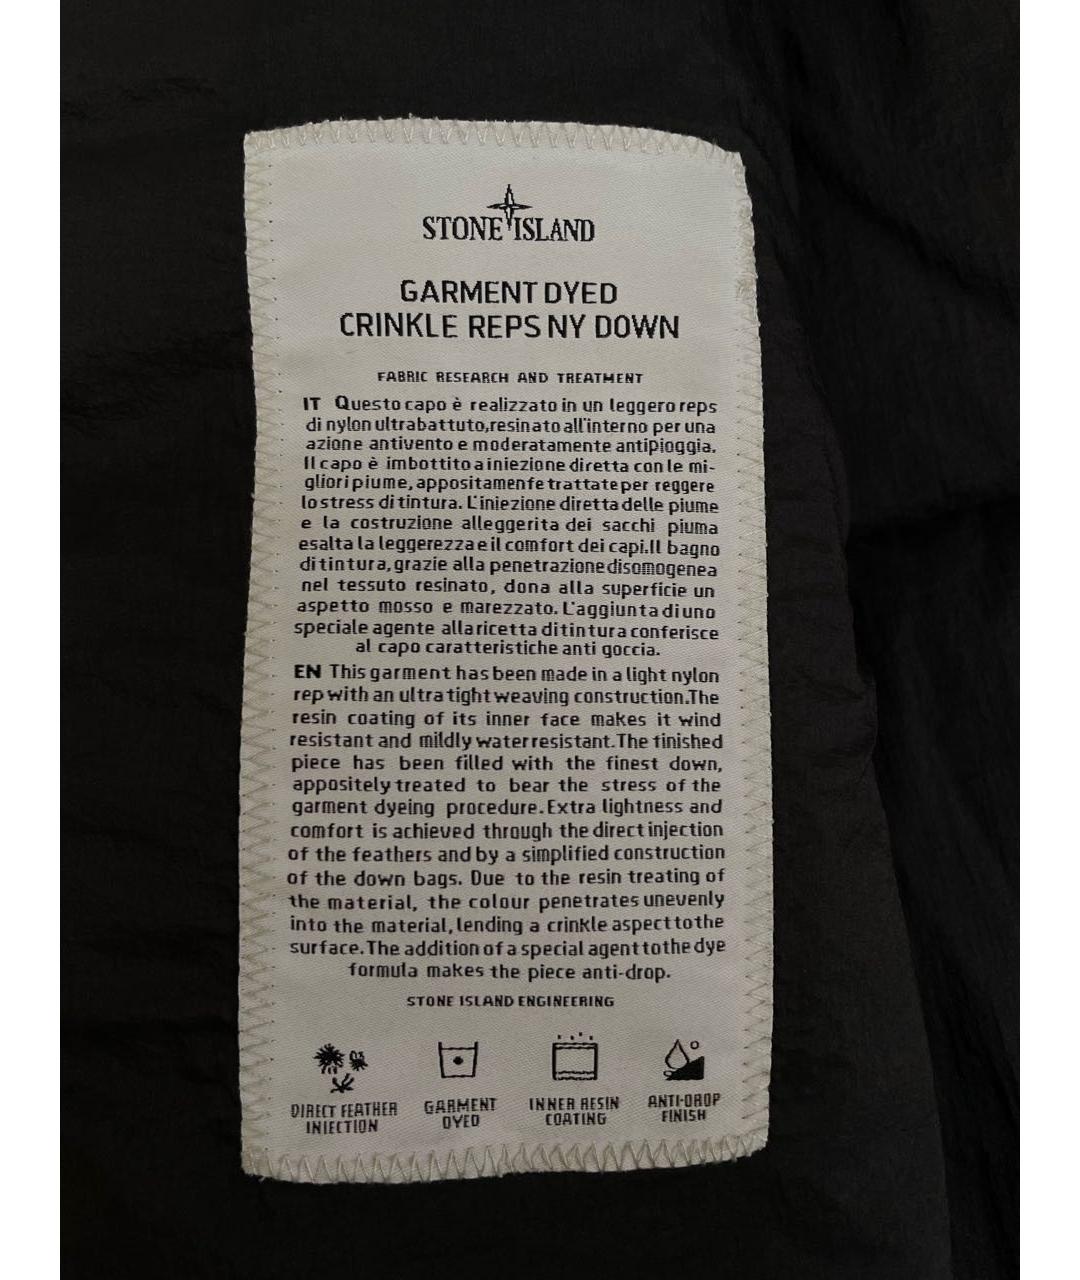 STONE ISLAND
GARMENT DYED
CRINKLE REPS NY DOWN
FABRIC RESEARCH AND TREATMENT
IT Questo capo è realizzato in un leggero reps
di nylon ultrabattuto,resinato all'interno per una
azione antivento e moderatamente antipioggia.
Il capo è imbottito a iniezione diretta con le mi-
gliori piume, appositamente trattate per reggere
lo stress di tintura. L'iniezione diretta delle piume
e la costruzione alleggerita dei sacchi piuma
esalta la leggerezza e il comfort dei capi.Il bagno
di tintura, grazie alla penetrazione disomogenea
nel tessuto resinato, dona alla superficie un
aspetto mosso e marezzato. L'aggiunta di uno
speciale agente alla ricetta di tintura conferisce
al capo caratteristiche anti goccia.
EN This garment has been made in a light nylon
rep with an ultra tight weaving construction.The
resin coating of its inner face makes it wind
resistant and mildly water resistant.The finished
piece has been filled with the finest down,
appositely treated to bear the stress of the
garment dyeing procedure.Extra lightness and
comfort is achieved through the direct injection
of the feathers and by a simplified construction
of the down bags. Due to the resin treating of
the material, the colour penetrates unevenly
into the material, lending a crinkle aspect to the
surface.The addition of a special agent to the dye
formula makes the piece anti-drop.
STONE ISLAND ENGINEERING
DIRECT FEATHER
INJECTION
GARMENT
DYED
INNER RESIN
COATING
ANTI-DROP
FINISH